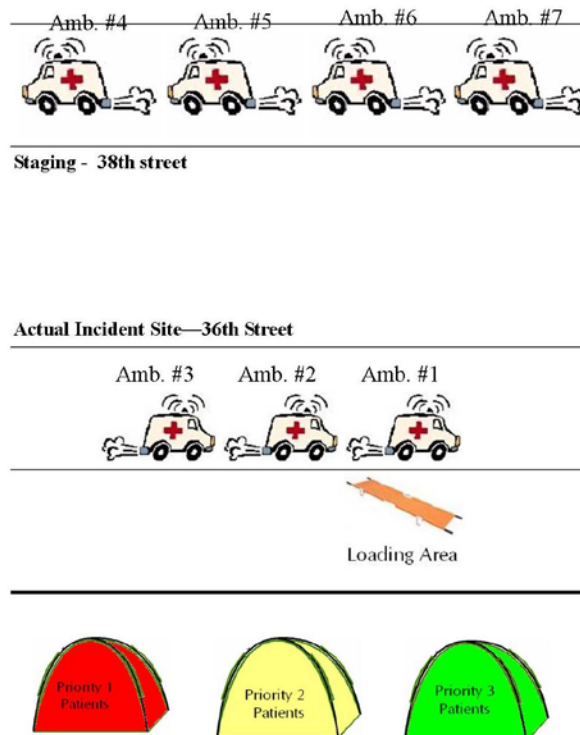 Amb. #4 Amb. #5 Amb. #6 Amb. #7
Staging - 38th street
Actual Incident Site—36th Street
Amb. #3 Amb. #2 Amb. #1
Loading Area
Priority 1 Priority 2 Priority 3
Patients Patients Patients